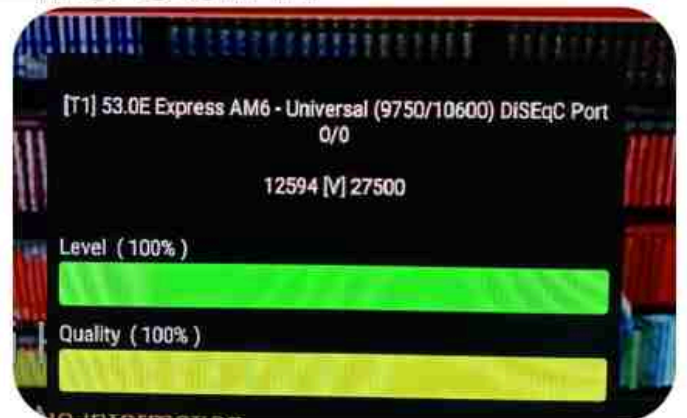 [T1] 53.0E Express AM6 - Universal (9750/10600) DiSEqC Port
0/0
12594 [V] 27500
Level ( 100% )
Quality ( 100% )